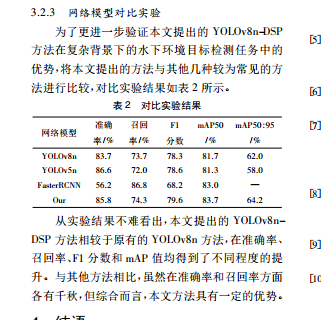 3.2.3 网络模型对比实验
为了更进一步验证本文提出的 YOLOv8n-DSP
方法在复杂背景下的水下环境目标检测任务中的
优势,将本文提出的方法与其他几种较为常见的方
法进行比较,对比实验结果如表 2 所示。
表 2 对比实验结果
网络模型 准确率/% 召回率/% F1分数 mAP50/% mAP50:95/%
YOLOv8n 83.7 73.7 78.3 81.7 62.0
YOLOv5n 86.6 72.0 78.6 81.3 58.0
FasterRCNN 56.2 86.8 68.2 83.0 —
Our 85.8 74.3 79.6 83.7 64.2
从实验结果不难看出,本文提出的 YOLOv8n-
DSP 方法相较于原有的 YOLOv8n 方法,在准确率、
召回率、F1 分数和 mAP 值均得到了不同程度的提
升。与其他方法相比,虽然在准确率和召回率方面
各有千秋,但综合而言,本文方法具有一定的优势。
[5]
[6]
[7]
[8]
[9]